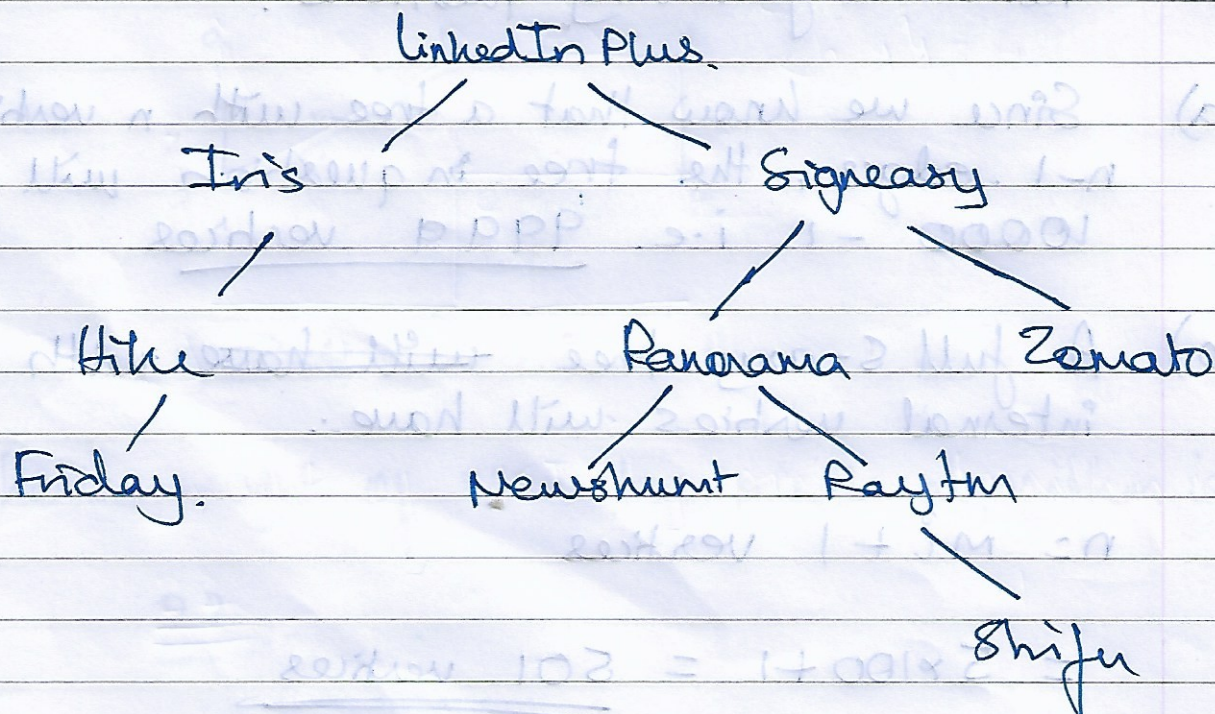 LinkedIn Plus.
Iris Signeasy
Hike Panorama Zomato
Friday. Newshunt Paytm
Shifu